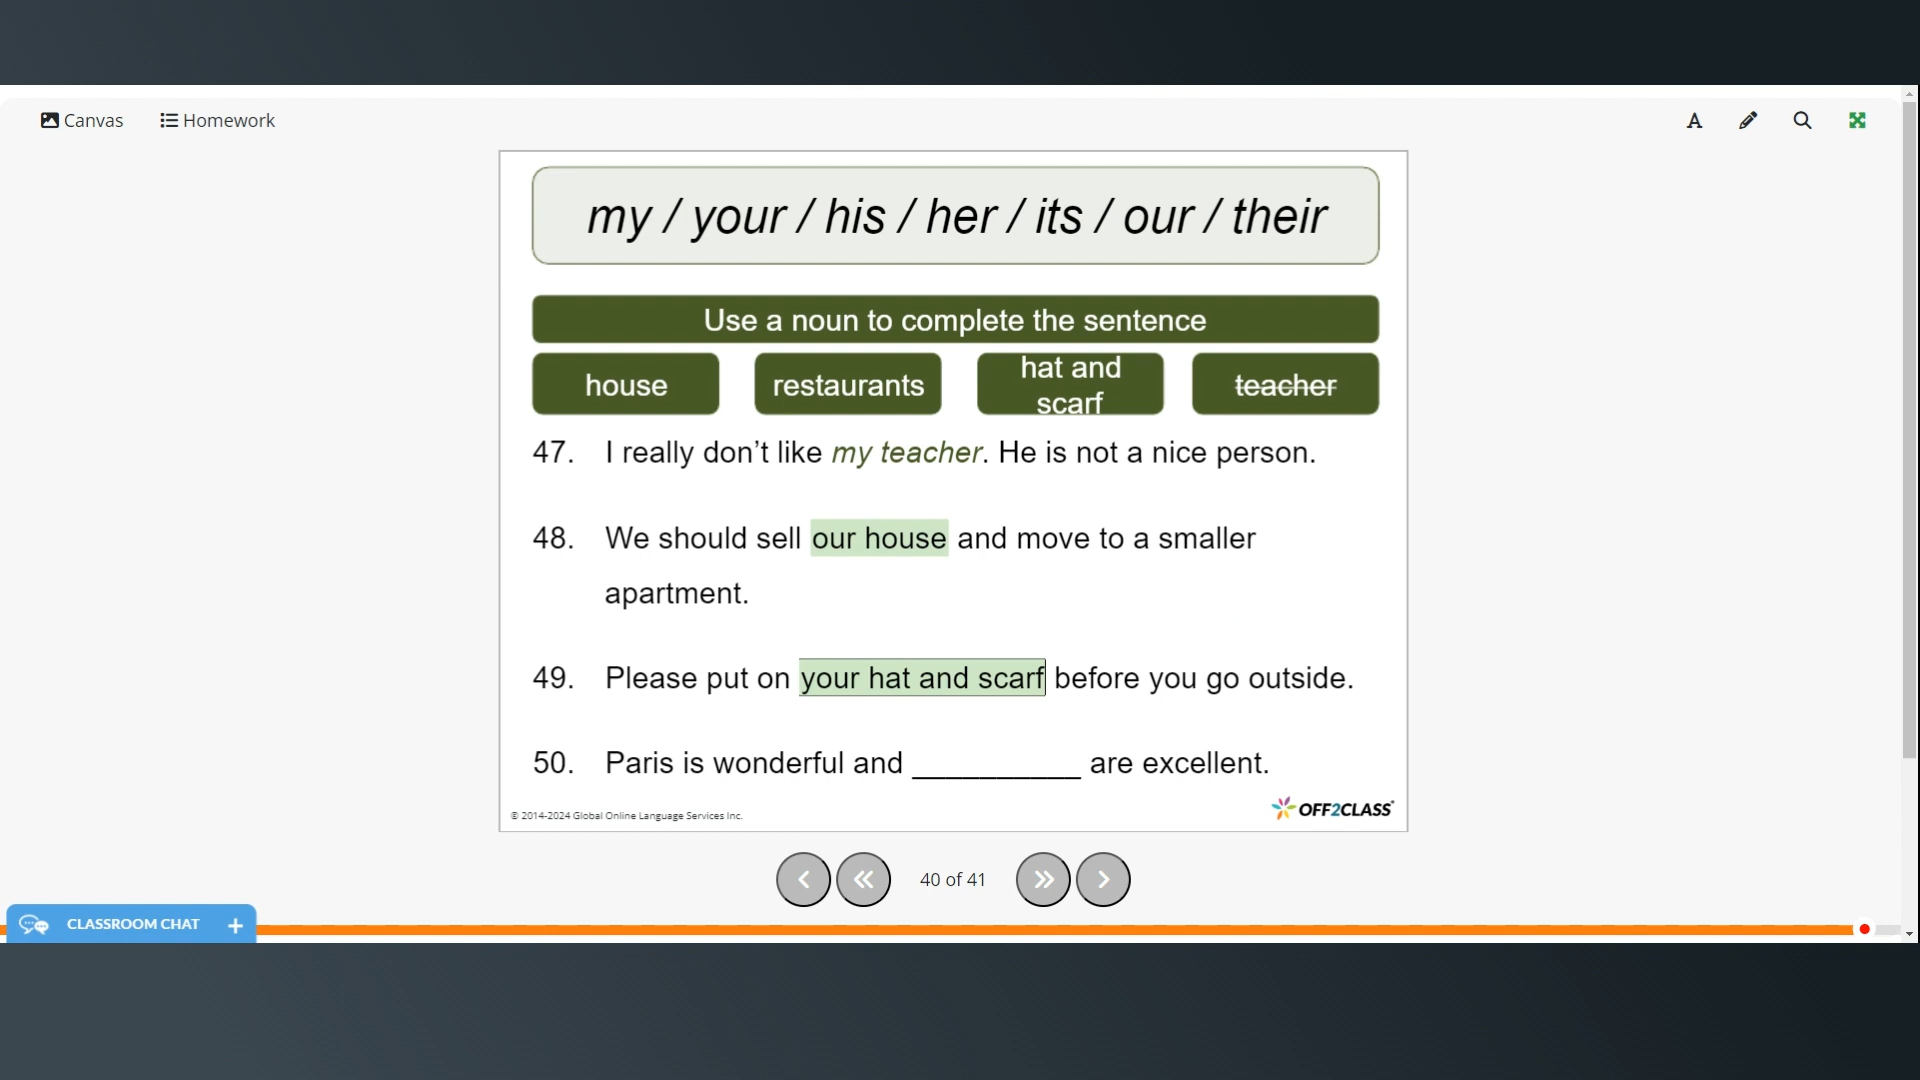 Canvas
Homework
A
my / your / his / her / its / our / their
Use a noun to complete the sentence
house
restaurants
hat and
scarf
teacher
47. I really don’t like my teacher. He is not a nice person.
48. We should sell our house and move to a smaller
apartment.
49. Please put on your hat and scarf before you go outside.
50. Paris is wonderful and __________ are excellent.
© 2014-2024 Global Online Language Services Inc.
OFF2CLASS
40 of 41
CLASSROOM CHAT +